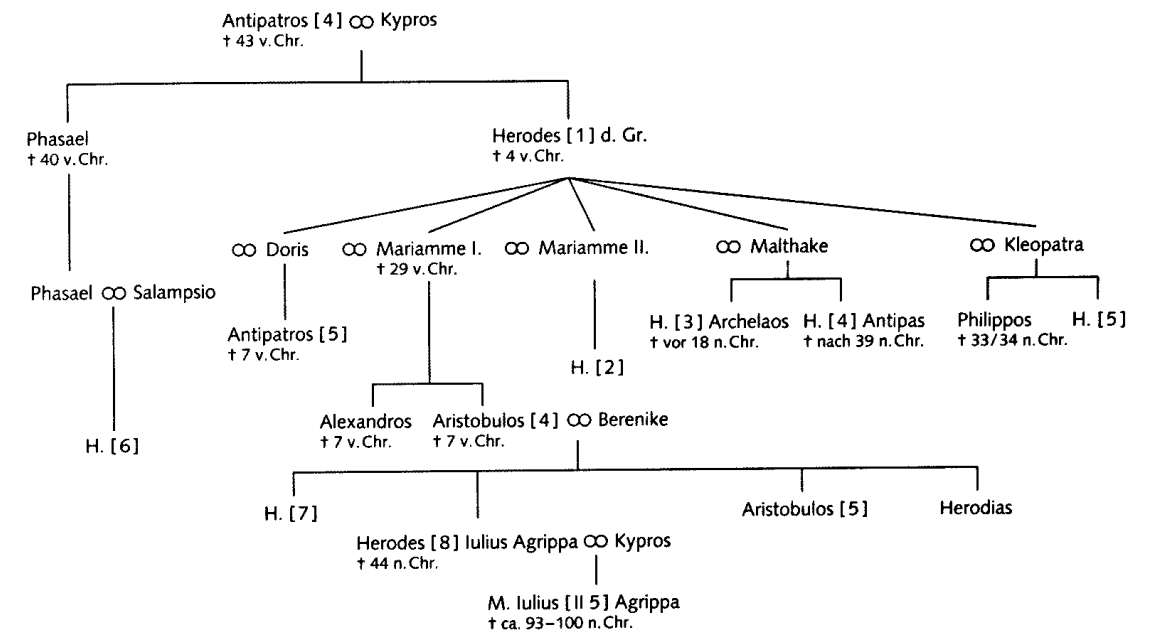 Antipatros [4] ⚭ Kypros
† 43 v. Chr.
Phasael
† 40 v. Chr.
Herodes [1] d. Gr.
† 4 v. Chr.
⚭ Doris
⚭ Mariamme I.
† 29 v. Chr.
⚭ Mariamme II.
⚭ Malthake
⚭ Kleopatra
Phasael ⚭ Salampsio
Antipatros [5]
† 7 v. Chr.
H. [3] Archelaos
† vor 18 n. Chr.
H. [4] Antipas
† nach 39 n. Chr.
Philippos
† 33/34 n. Chr.
H. [5]
H. [2]
Alexandros
† 7 v. Chr.
Aristobulos [4] ⚭ Berenike
† 7 v. Chr.
H. [6]
H. [7]
Herodes [8] Iulius Agrippa ⚭ Kypros
† 44 n. Chr.
Aristobulos [5]
Herodias
M. Iulius [II 5] Agrippa
† ca. 93–100 n. Chr.